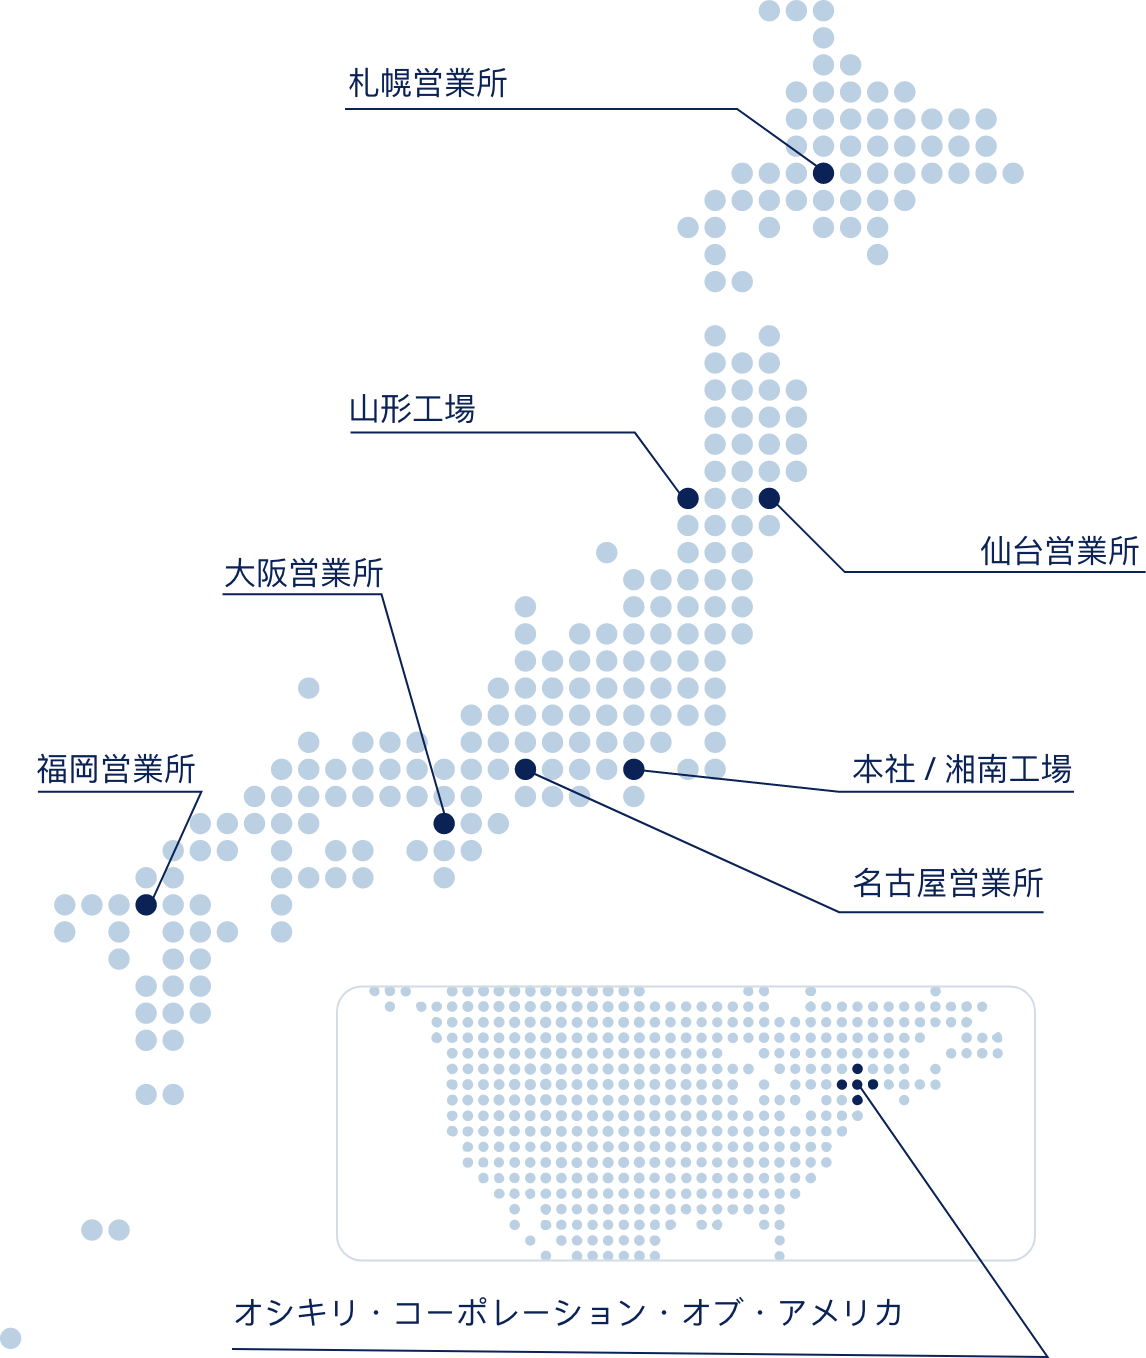 札幌営業所
山形工場
仙台営業所
大阪営業所
福岡営業所
本社 / 湘南工場
名古屋営業所
オシキリ・コーポレーション・オブ・アメリカ